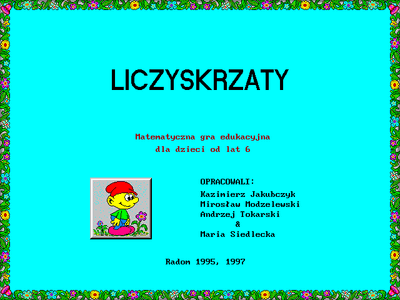 LICZYSKRZATY
Matematyczna gra edukacyjna
dla dzieci od lat 6
OPRACOWALI:
Kazimierz Jakubczyk
Mirosław Modzelewski
Andrzej Tokarski
&
Maria Siedlecka
Radom 1995, 1997